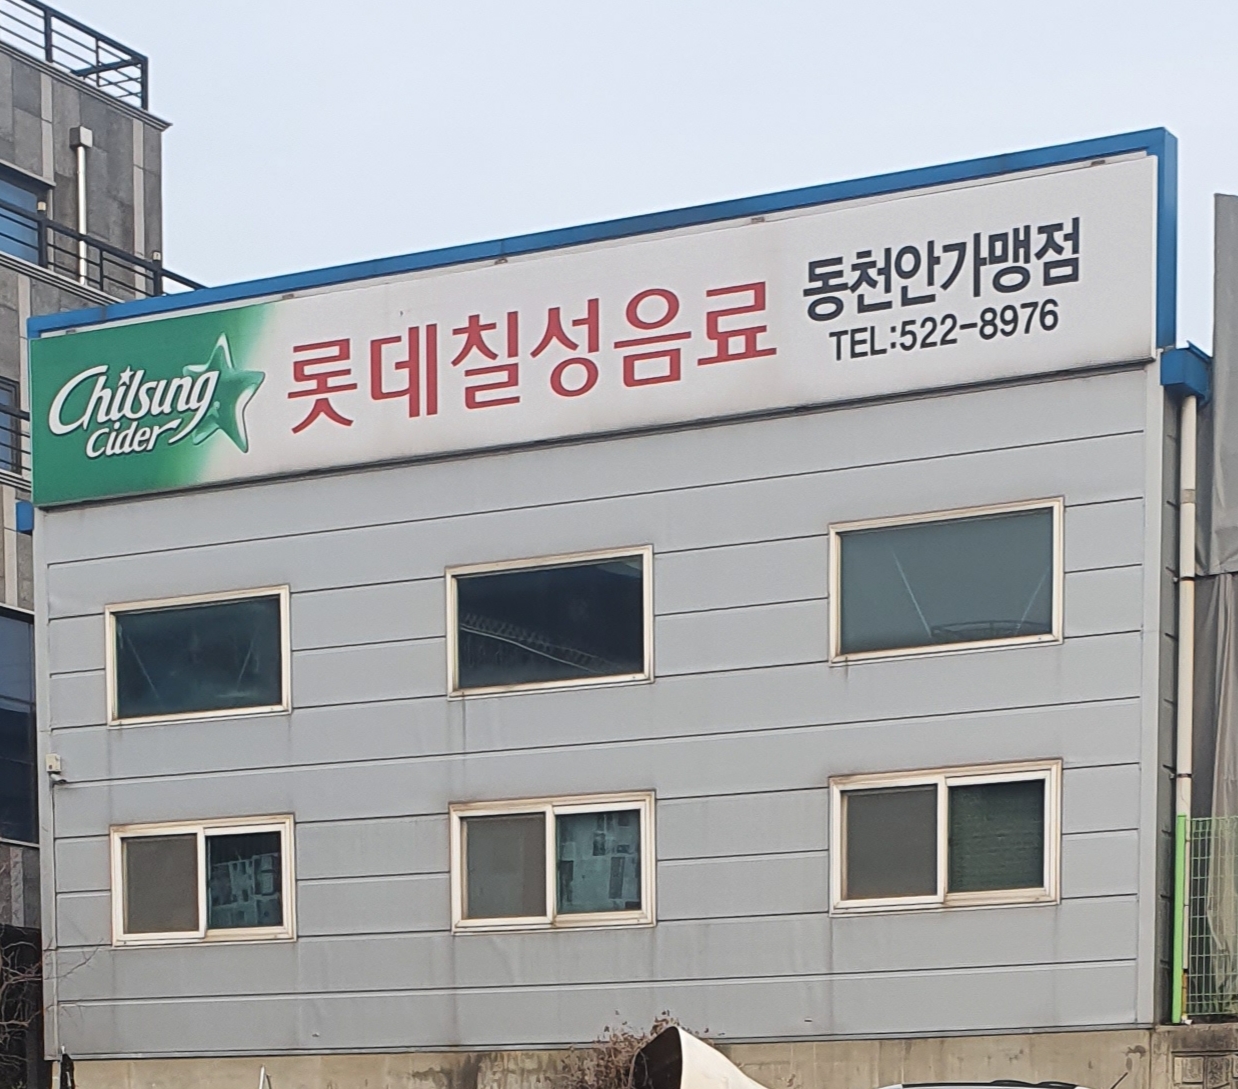 Chilsung
Cider
롯데칠성음료
동천안가맹점
TEL:522-8976